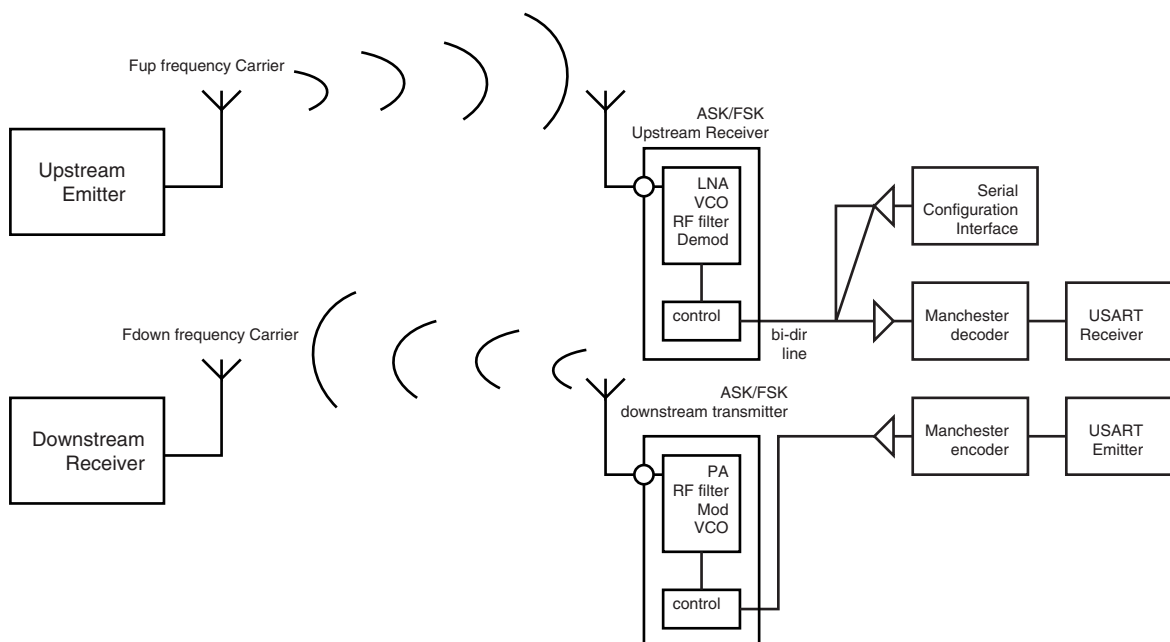 Fup frequency Carrier
Upstream
Emitter
ASK/FSK
Upstream Receiver
LNA
VCO
RF filter
Demod
control
bi-dir
line
Serial
Configuration
Interface
Manchester
decoder
USART
Receiver
Fdown frequency Carrier
Downstream
Receiver
ASK/FSK
downstream transmitter
PA
RF filter
Mod
VCO
control
Manchester
encoder
USART
Emitter